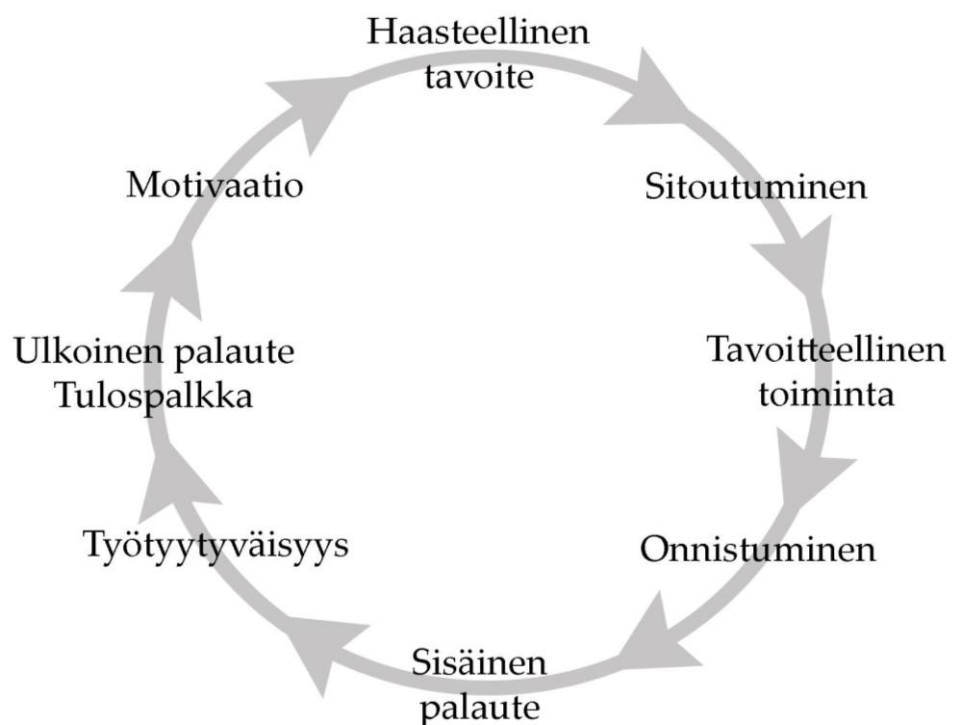 Haasteellinen
tavoite
Sitoutuminen
Tavoitteellinen
toiminta
Onnistuminen
Sisäinen
palaute
Työtyytyväisyys
Ulkoinen palaute
Tulospalkka
Motivaatio